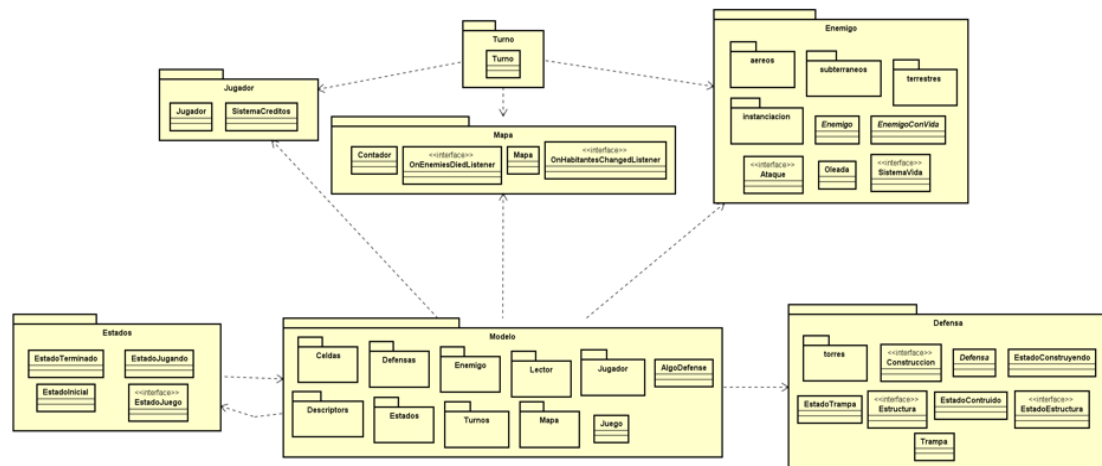 Turno
Turno
Jugador
Jugador
SistemaCreditos
Mapa
Contador
<<interface>>
OnEnemiesDiedListener
Mapa
<<interface>>
OnHabitantesChangedListener
Enemigo
aereos
subterraneos
terrestres
instanciacion
Enemigo
EnemigoConVida
<<interface>>
Ataque
Oleada
<<interface>>
SistemaVida
Estados
EstadoTerminado
EstadoJugando
EstadoInicial
<<interface>>
EstadoJuego
Modelo
Celdas
Defensas
Enemigo
Lector
Jugador
AlgoDefense
Descriptors
Estados
Turnos
Mapa
Juego
Defensa
torres
<<interface>>
Construccion
Defensa
EstadoConstruyendo
EstadoTrampa
<<interface>>
Estructura
EstadoContruido
<<interface>>
EstadoEstructura
Trampa